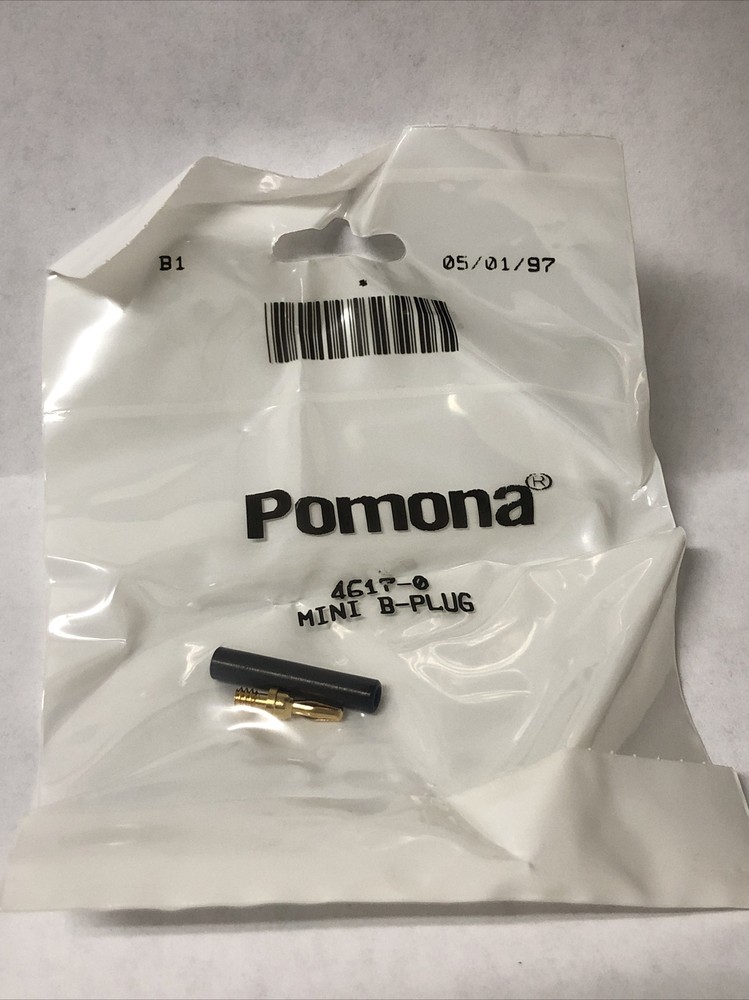 B1 05/01/97
*
Pomona®
4617-0
MINI B-PLUG